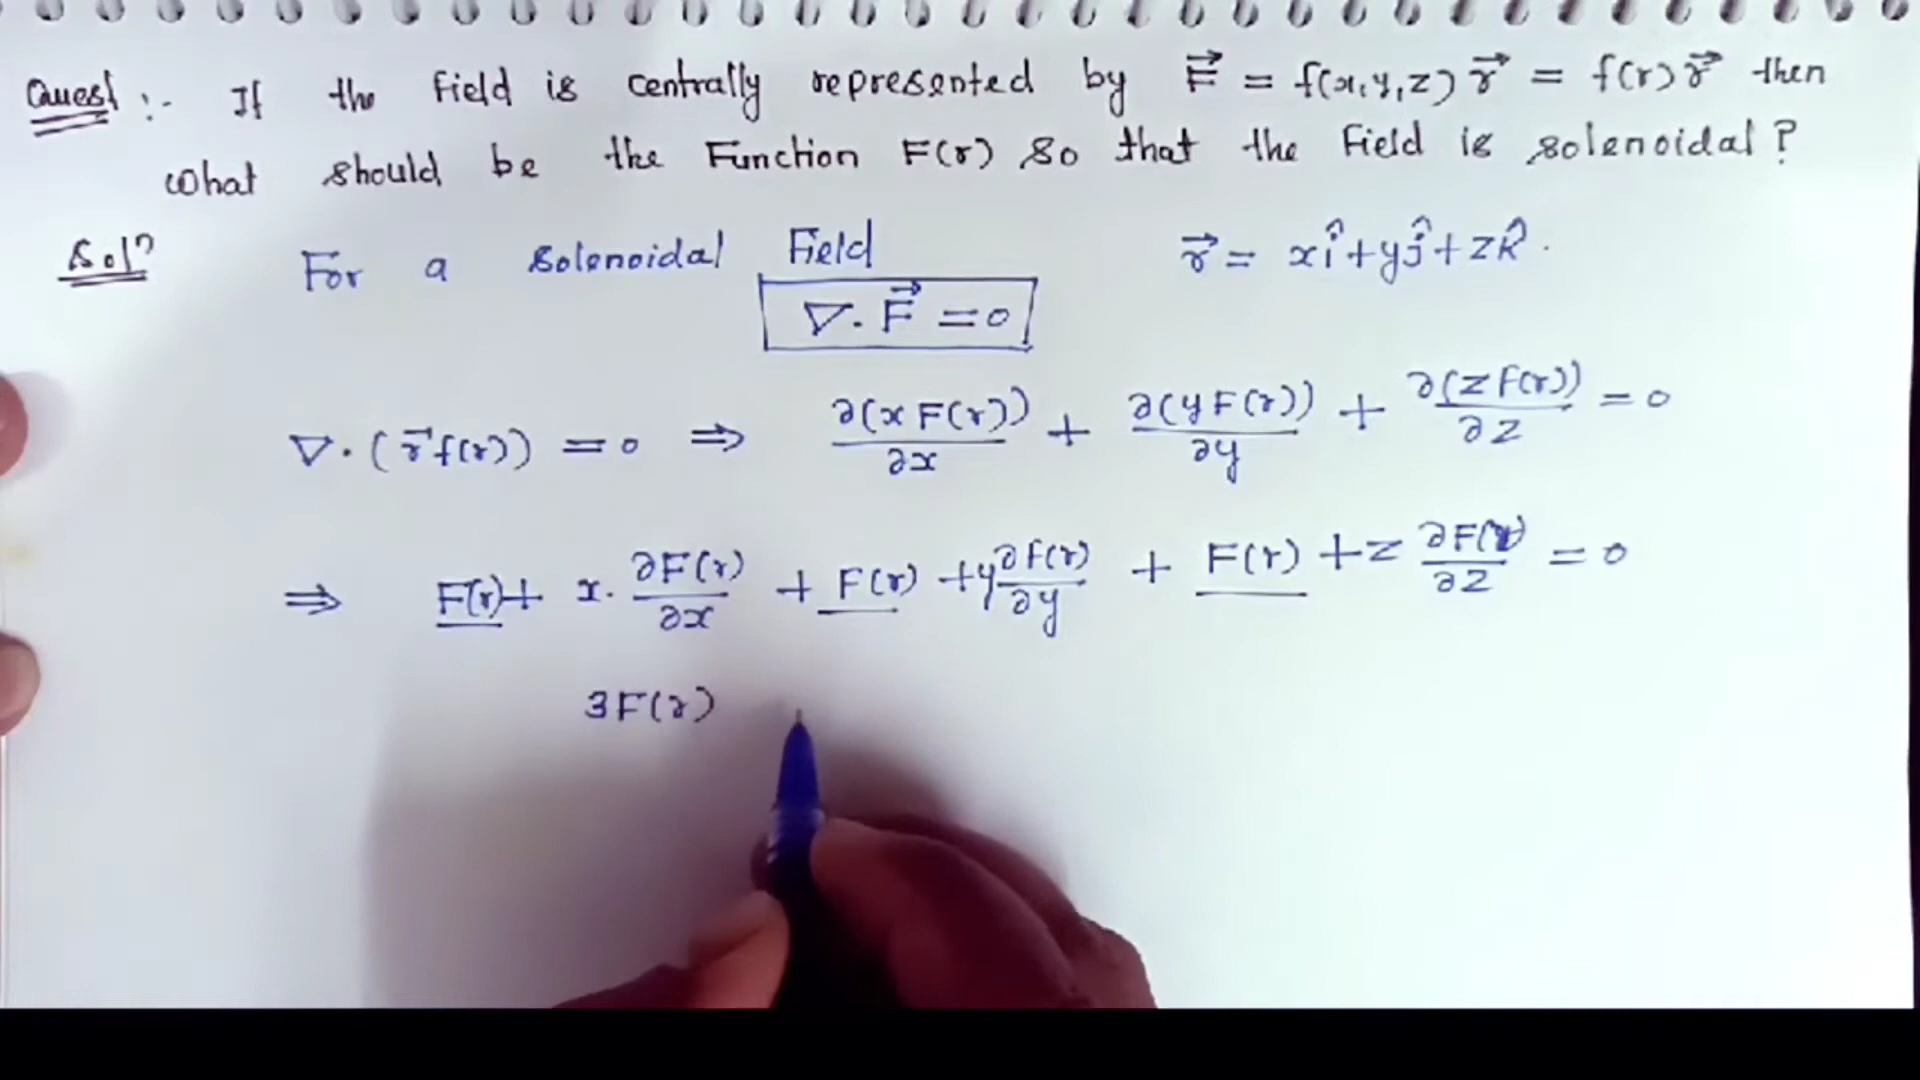 Quest :- If the field is centrally represented by F⃗ = f(x,y,z) r⃗ = f(r) r⃗ then
what should be the Function F(r) so that the Field is solenoidal?
Solⁿ For a solenoidal Field r⃗ = xî+yĵ+zk̂.
∇·F⃗ = 0
∇·(r⃗ f(r)) = 0 ⇒ ∂(x F(r))/∂x + ∂(y F(r))/∂y + ∂(z F(r))/∂z = 0
⇒ F(r)+ x·∂F(r)/∂x + F(r) +y∂f(r)/∂y + F(r) +z ∂F(r)/∂z = 0
3F(r)